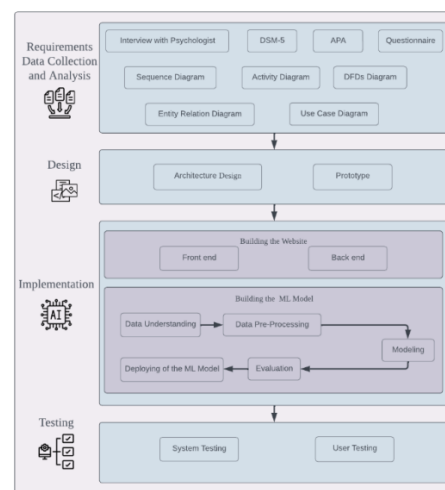 Requirements
Data Collection
and Analysis
Interview with Psychologist
DSM-5
APA
Questionnaire
Sequence Diagram
Activity Diagram
DFDs Diagram
Entity Relation Diagram
Use Case Diagram
Design
Architecture Design
Prototype
Implementation
AI
Building the Website
Front end
Back end
Building the ML Model
Data Understanding
Data Pre-Processing
Modeling
Deploying of the ML Model
Evaluation
Testing
System Testing
User Testing